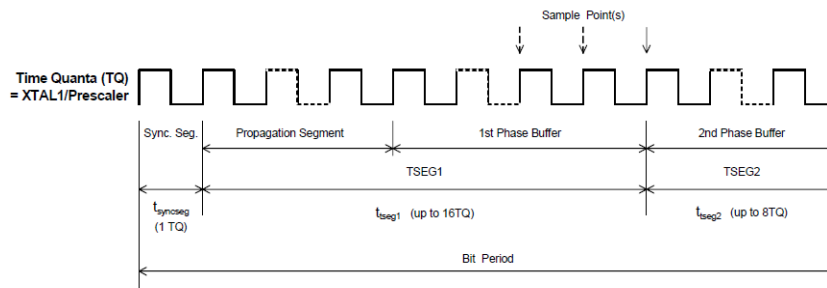 Sample Point(s)
Time Quanta (TQ)
= XTAL1/Prescaler
Sync. Seg.
Propagation Segment
1st Phase Buffer
2nd Phase Buffer
TSEG1
TSEG2
tsyncseg
(1 TQ)
ttseg1 (up to 16TQ)
ttseg2 (up to 8TQ)
Bit Period